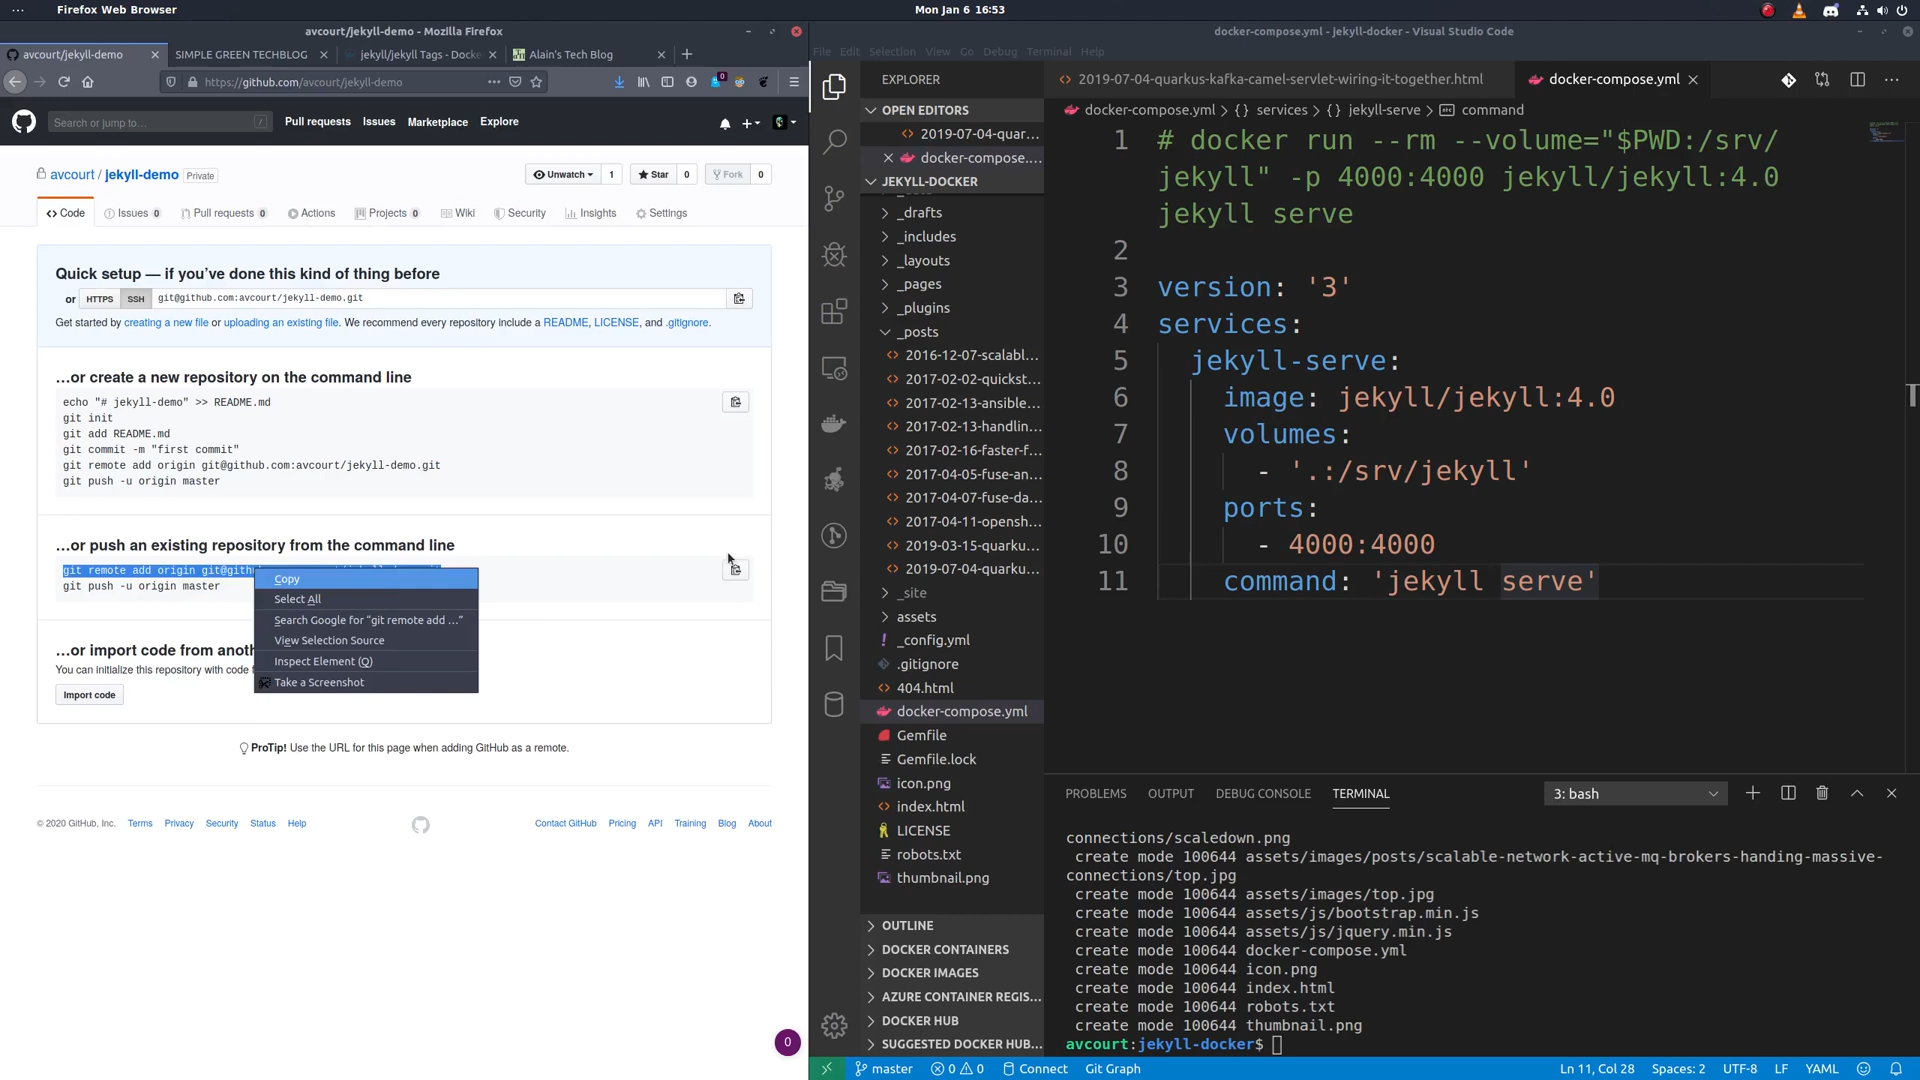 Firefox Web Browser
Mon Jan 6 16:53
avcourt/jekyll-demo - Mozilla Firefox
avcourt/jekyll-demo
SIMPLE GREEN TECHBLOG
jekyll/jekyll Tags - Docke
Alain's Tech Blog
https://github.com/avcourt/jekyll-demo
0
Search or jump to...
/
Pull requests
Issues
Marketplace
Explore
avcourt / jekyll-demo
Private
Unwatch
1
Star
0
Fork
0
Code
Issues 0
Pull requests 0
Actions
Projects 0
Wiki
Security
Insights
Settings
Quick setup — if you've done this kind of thing before
or
HTTPS
SSH
git@github.com:avcourt/jekyll-demo.git
Get started by creating a new file or uploading an existing file. We recommend every repository include a README, LICENSE, and .gitignore.
…or create a new repository on the command line
echo "# jekyll-demo" >> README.md
git init
git add README.md
git commit -m "first commit"
git remote add origin git@github.com:avcourt/jekyll-demo.git
git push -u origin master
…or push an existing repository from the command line
git remote add origin git@gith
git push -u origin master
Copy
Select All
Search Google for "git remote add …"
View Selection Source
Inspect Element (Q)
Take a Screenshot
…or import code from anoth
You can initialize this repository with code f
Import code
ProTip! Use the URL for this page when adding GitHub as a remote.
© 2020 GitHub, Inc.
Terms
Privacy
Security
Status
Help
Contact GitHub
Pricing
API
Training
Blog
About
0
docker-compose.yml - jekyll-docker - Visual Studio Code
File
Edit
Selection
View
Go
Debug
Terminal
Help
EXPLORER
OPEN EDITORS
2019-07-04-quar...
docker-compose....
JEKYLL-DOCKER
_drafts
_includes
_layouts
_pages
_plugins
_posts
2016-12-07-scalabl...
2017-02-02-quickst...
2017-02-13-ansible...
2017-02-13-handlin...
2017-02-16-faster-f...
2017-04-05-fuse-an...
2017-04-07-fuse-da...
2017-04-11-opensh...
2019-03-15-quarku...
2019-07-04-quarku...
_site
assets
_config.yml
.gitignore
404.html
docker-compose.yml
Gemfile
Gemfile.lock
icon.png
index.html
LICENSE
robots.txt
thumbnail.png
OUTLINE
DOCKER CONTAINERS
DOCKER IMAGES
AZURE CONTAINER REGIS...
DOCKER HUB
SUGGESTED DOCKER HUB...
2019-07-04-quarkus-kafka-camel-servlet-wiring-it-together.html
docker-compose.yml
docker-compose.yml > {} services > {} jekyll-serve > abc command
1 # docker run --rm --volume="$PWD:/srv/
jekyll" -p 4000:4000 jekyll/jekyll:4.0
jekyll serve
2
3 version: '3'
4 services:
5 jekyll-serve:
6 image: jekyll/jekyll:4.0
7 volumes:
8 - '.:/srv/jekyll'
9 ports:
10 - 4000:4000
11 command: 'jekyll serve'
PROBLEMS
OUTPUT
DEBUG CONSOLE
TERMINAL
3: bash
connections/scaledown.png
create mode 100644 assets/images/posts/scalable-network-active-mq-brokers-handing-massive-
connections/top.jpg
create mode 100644 assets/images/top.jpg
create mode 100644 assets/js/bootstrap.min.js
create mode 100644 assets/js/jquery.min.js
create mode 100644 docker-compose.yml
create mode 100644 icon.png
create mode 100644 index.html
create mode 100644 robots.txt
create mode 100644 thumbnail.png
avcourt:jekyll-docker$
master
0
0
Connect
Git Graph
Ln 11, Col 28
Spaces: 2
UTF-8
LF
YAML